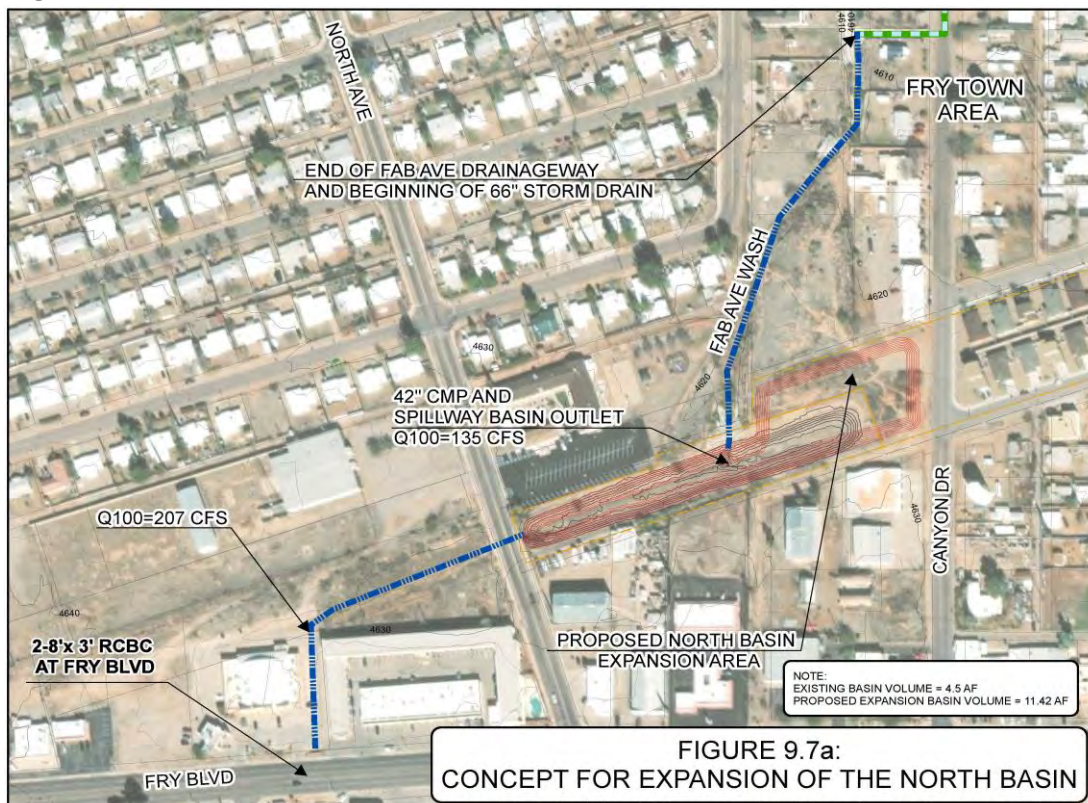 4610
4610
NORTH AVE
4610
FRY TOWN
AREA
END OF FAB AVE DRAINAGEWAY
AND BEGINNING OF 66" STORM DRAIN
FAB AVE WASH
4620
4630
4620
42" CMP AND
SPILLWAY BASIN OUTLET
Q100=135 CFS
Q100=207 CFS
4630
CANYON DR
4640
4630
2-8'x 3' RCBC
AT FRY BLVD
PROPOSED NORTH BASIN
EXPANSION AREA
NOTE:
EXISTING BASIN VOLUME = 4.5 AF
PROPOSED EXPANSION BASIN VOLUME = 11.42 AF
FRY BLVD
FIGURE 9.7a:
CONCEPT FOR EXPANSION OF THE NORTH BASIN